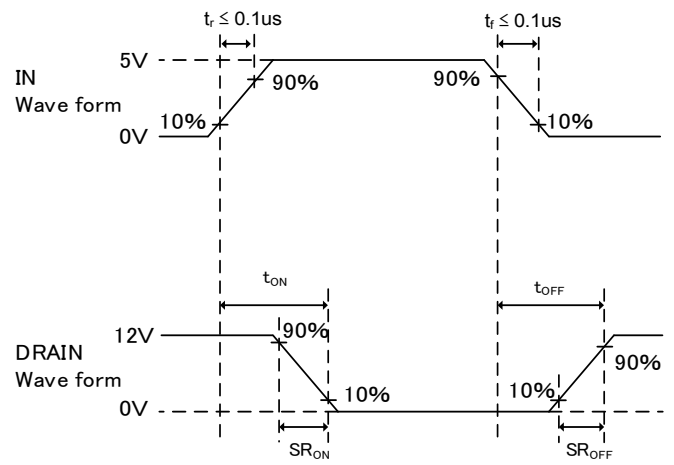 tr ≤ 0.1us
tf ≤ 0.1us
IN
Wave form
5V
0V
10%
90%
90%
10%
tON
tOFF
DRAIN
Wave form
12V
0V
90%
10%
10%
90%
SRON
SROFF